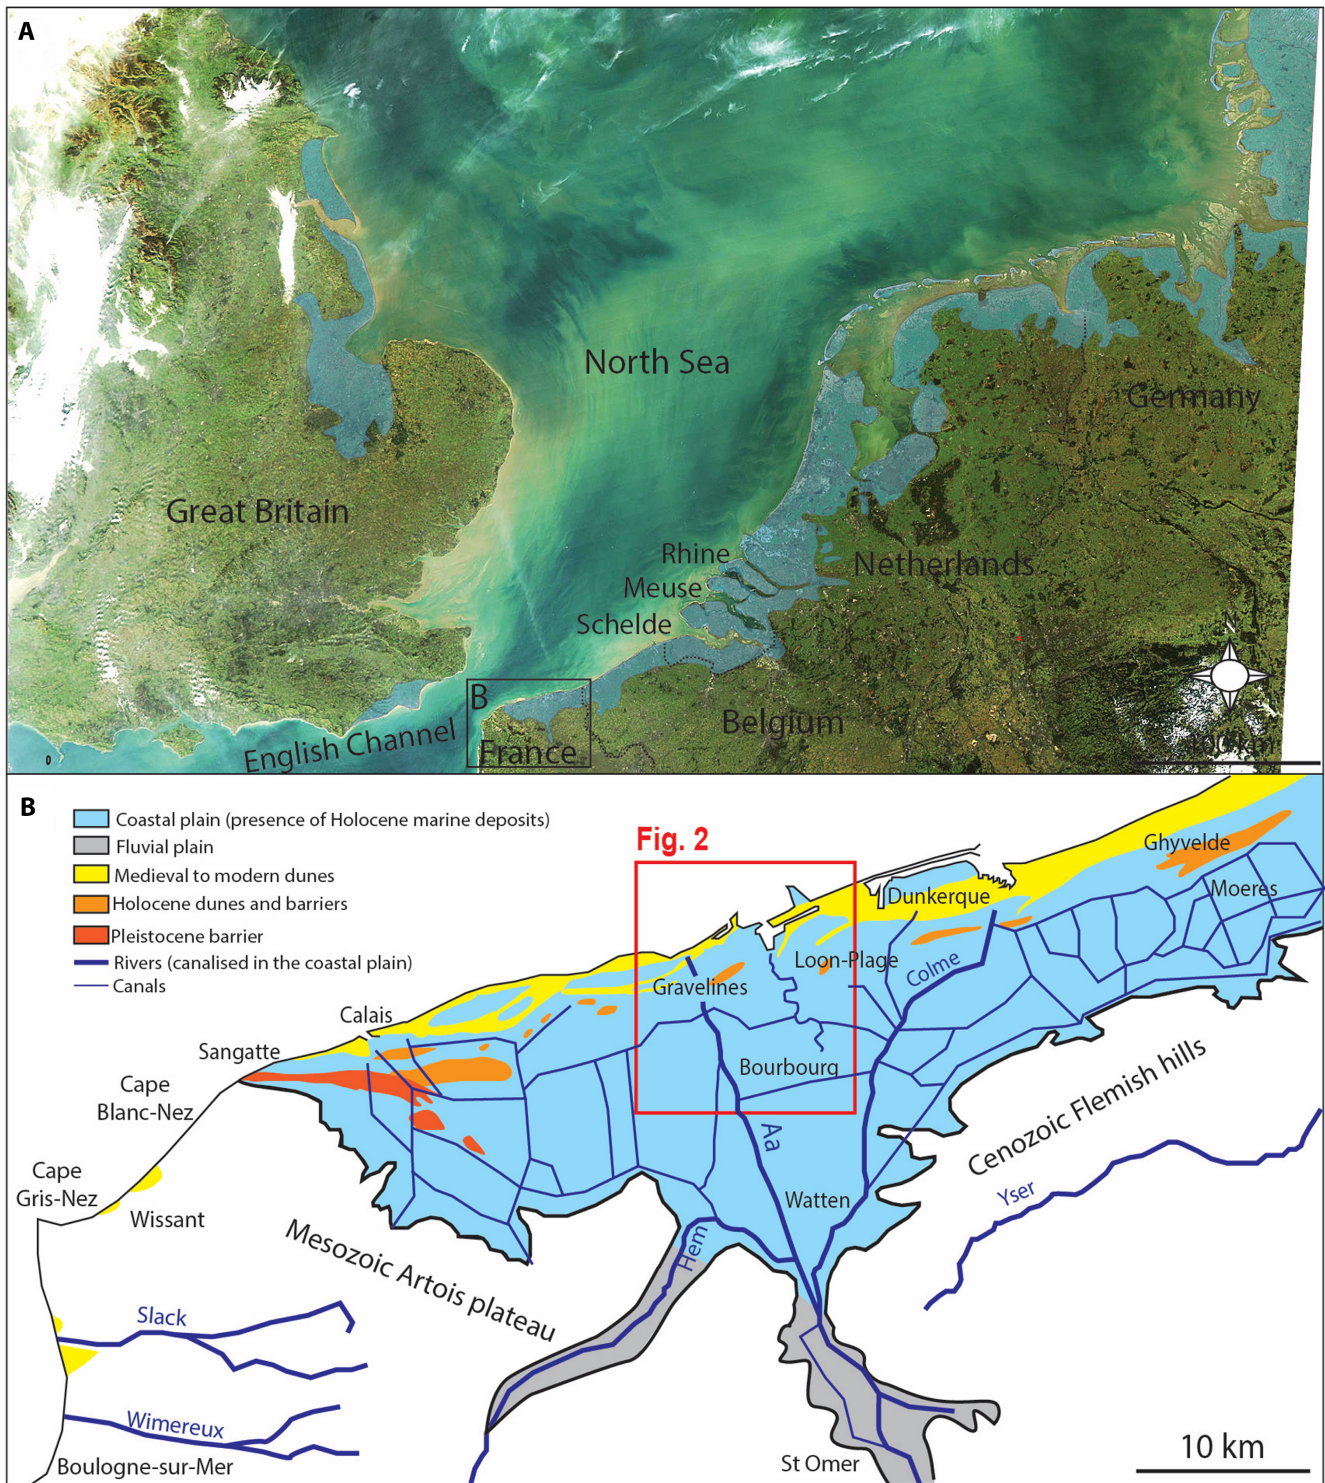 A
North Sea
Great Britain
Germany
Netherlands
Rhine
Meuse
Schelde
N
B
Belgium
English Channel
France
100 km
B
Coastal plain (presence of Holocene marine deposits)
Fluvial plain
Medieval to modern dunes
Holocene dunes and barriers
Pleistocene barrier
Rivers (canalised in the coastal plain)
Canals
Fig. 2
Ghyvelde
Moeres
Dunkerque
Loon-Plage
Colme
Gravelines
Calais
Sangatte
Bourbourg
Cape
Blanc-Nez
Aa
Cenozoic Flemish hills
Cape
Gris-Nez
Wissant
Watten
Yser
Hem
Mesozoic Artois plateau
Slack
Wimereux
Boulogne-sur-Mer
St Omer
10 km